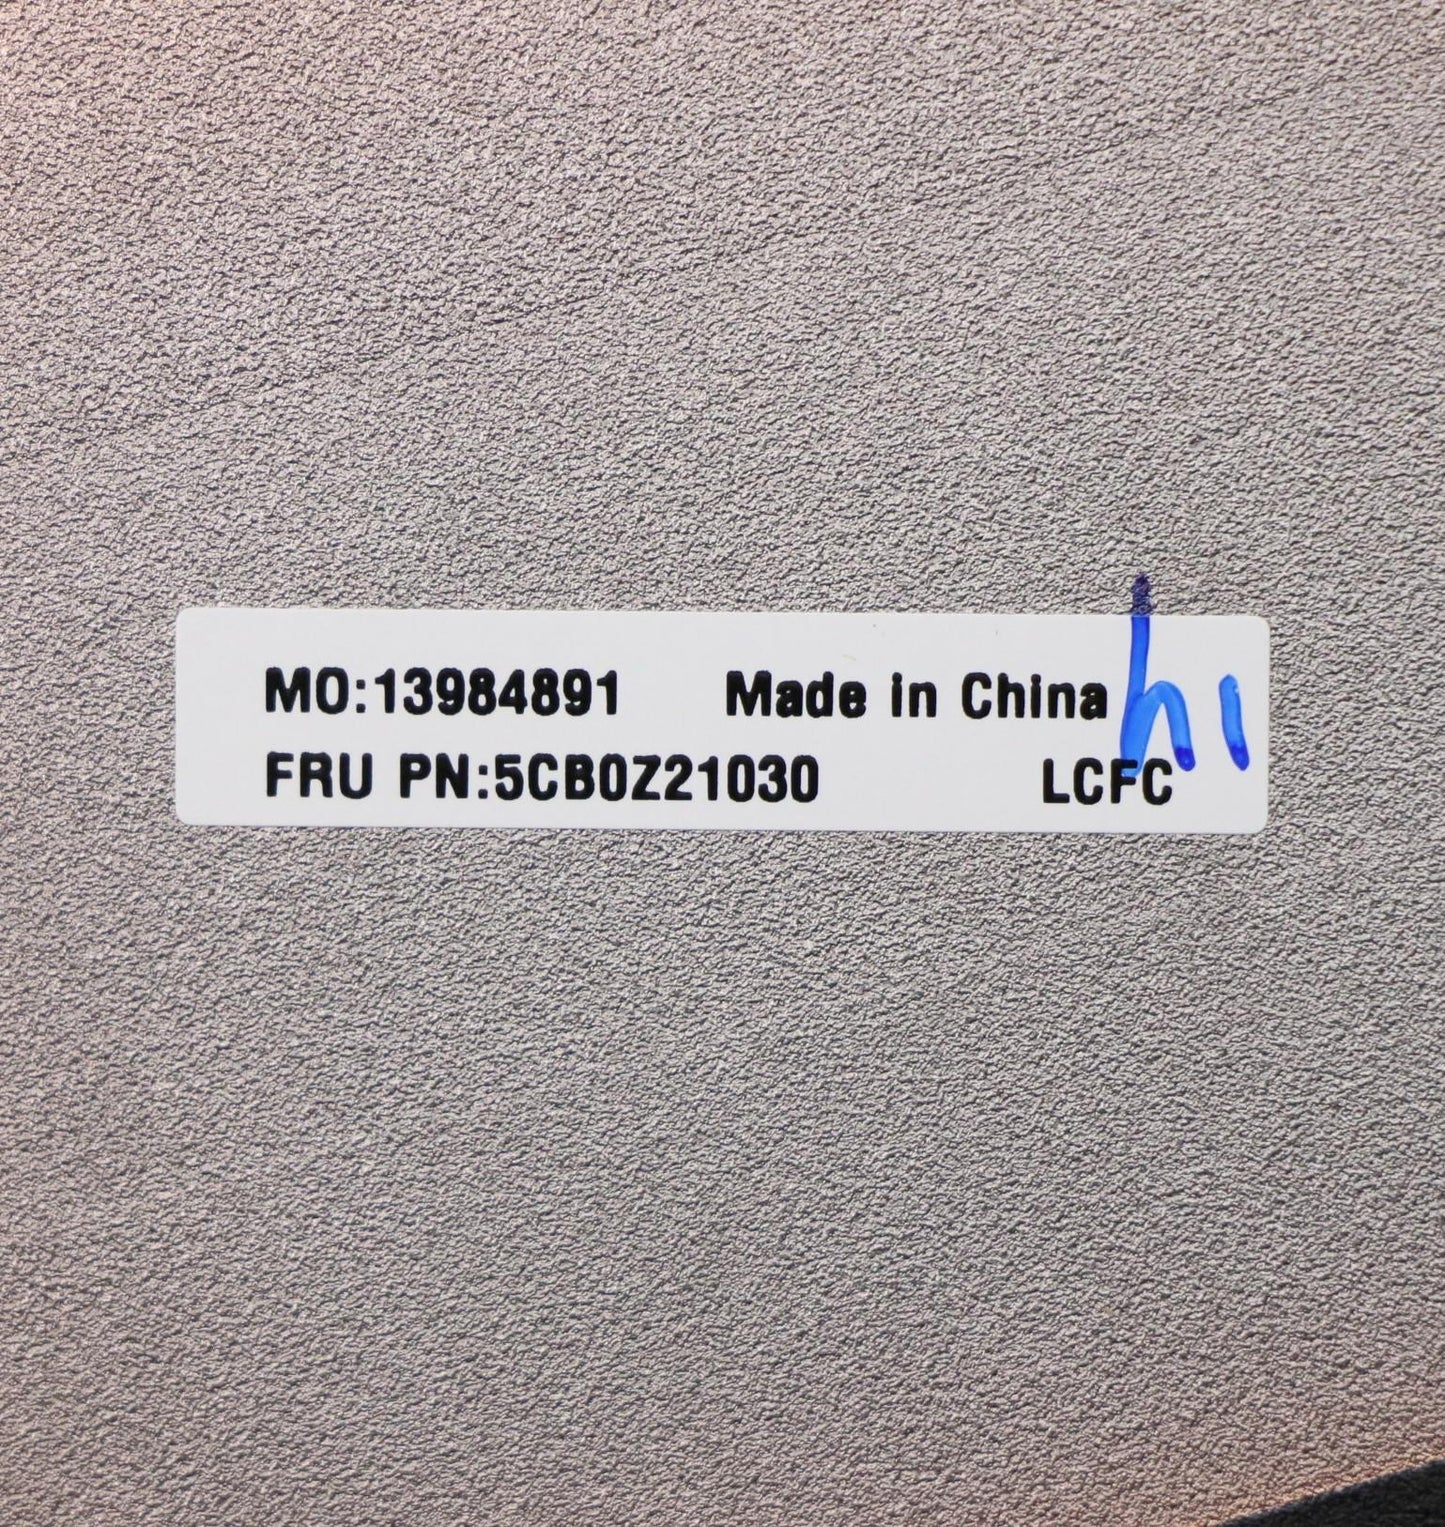 MO:13984891 Made in China
hi
FRU PN:5CB0Z21030 LCFC